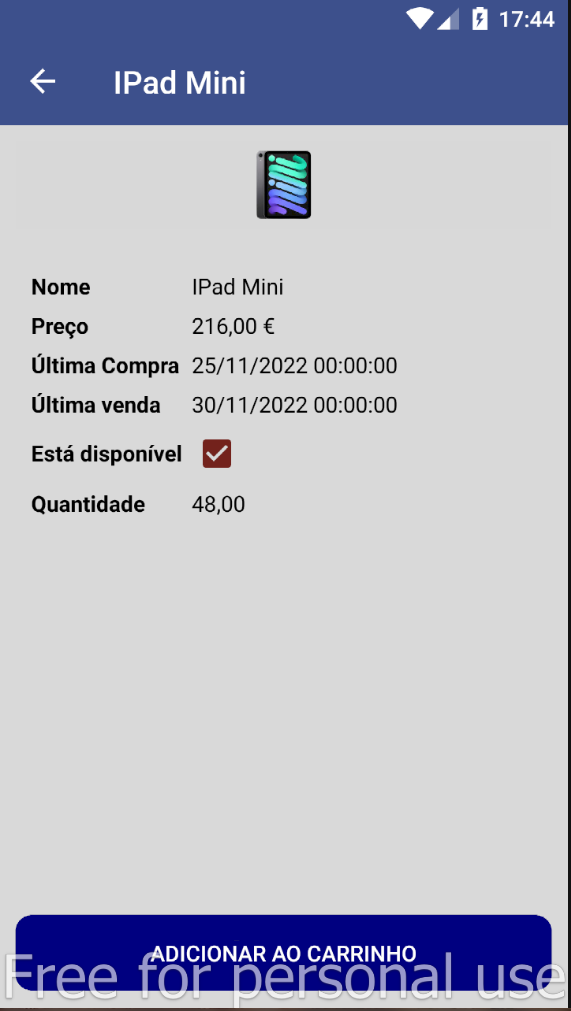 17:44
IPad Mini
Nome IPad Mini
Preço 216,00 €
Última Compra 25/11/2022 00:00:00
Última venda 30/11/2022 00:00:00
Está disponível
Quantidade 48,00
ADICIONAR AO CARRINHO
Free for personal use